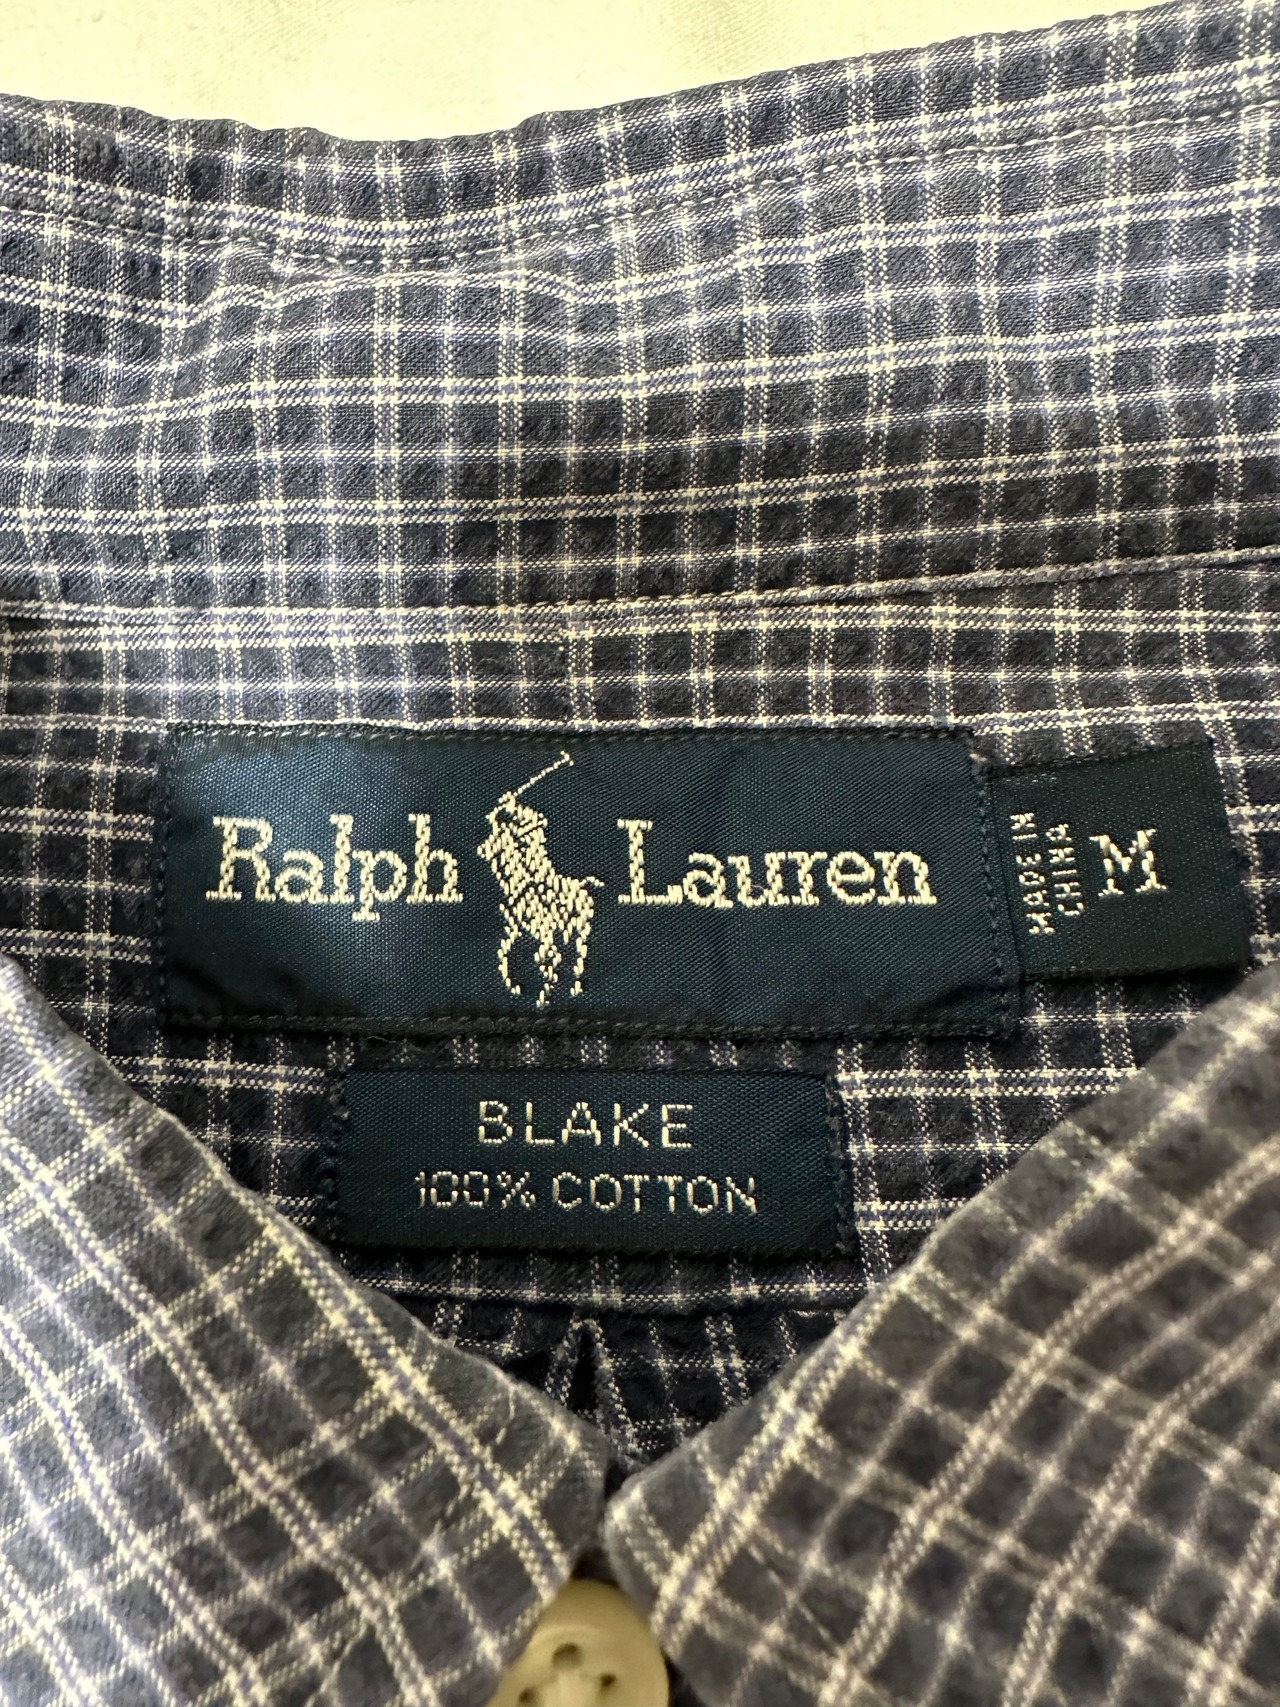 Ralph Lauren
MADE IN
CHINA
M
BLAKE
100% COTTON